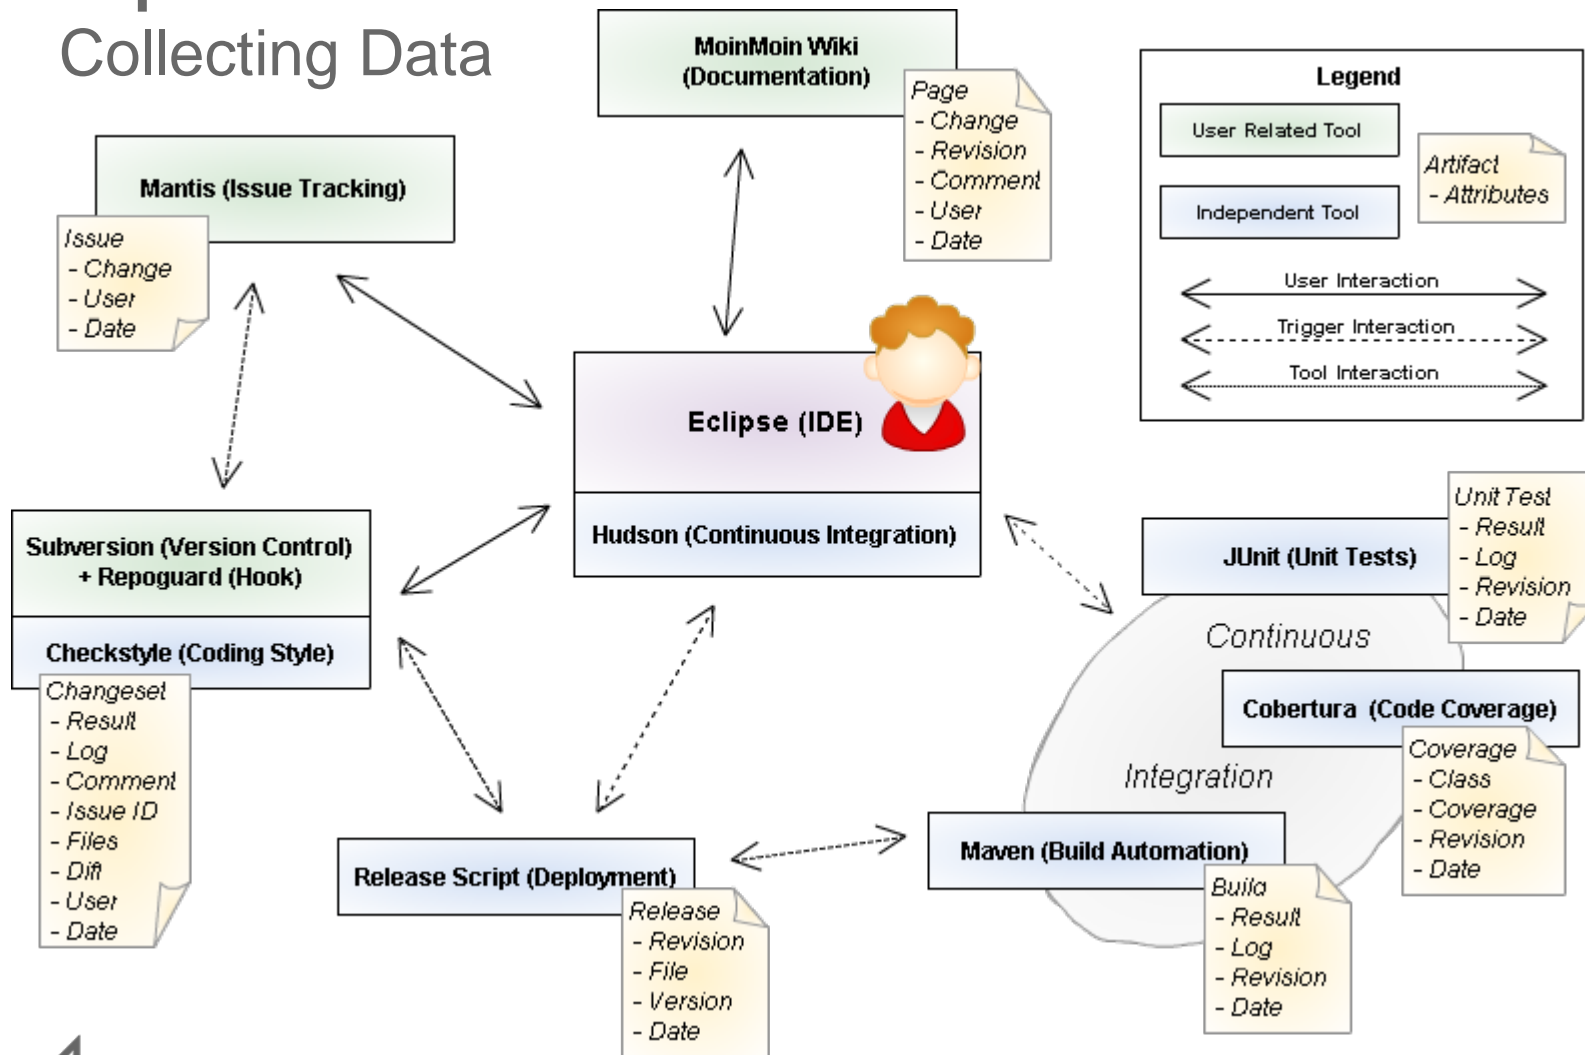 Collecting Data
MoinMoin Wiki
(Documentation)
Page
- Change
- Revision
- Comment
- User
- Date
Legend
User Related Tool
Independent Tool
Artifact
- Attributes
User Interaction
Trigger Interaction
Tool Interaction
Mantis (Issue Tracking)
Issue
- Change
- User
- Date
Eclipse (IDE)
Hudson (Continuous Integration)
Subversion (Version Control)
+ Repoguard (Hook)
Checkstyle (Coding Style)
Changeset
- Result
- Log
- Comment
- Issue ID
- Files
- Diff
- User
- Date
JUnit (Unit Tests)
Unit Test
- Result
- Log
- Revision
- Date
Continuous
Integration
Cobertura (Code Coverage)
Coverage
- Class
- Coverage
- Revision
- Date
Maven (Build Automation)
Build
- Result
- Log
- Revision
- Date
Release Script (Deployment)
Release
- Revision
- File
- Version
- Date